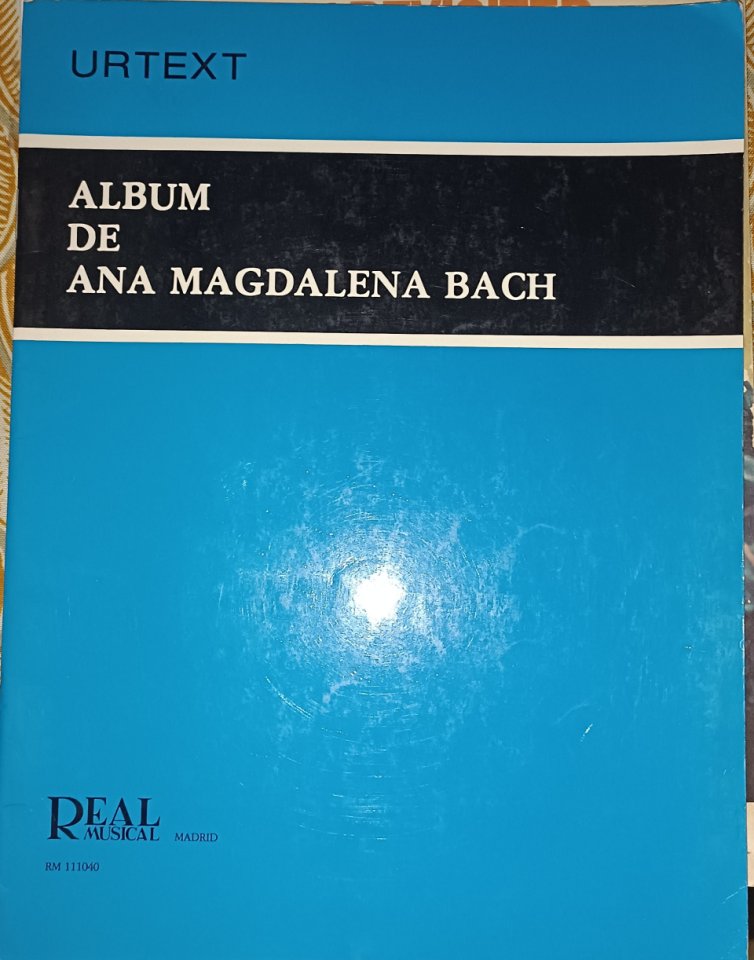 URTEXT
ALBUM
DE
ANA MAGDALENA BACH
REAL
MUSICAL MADRID
RM 111040